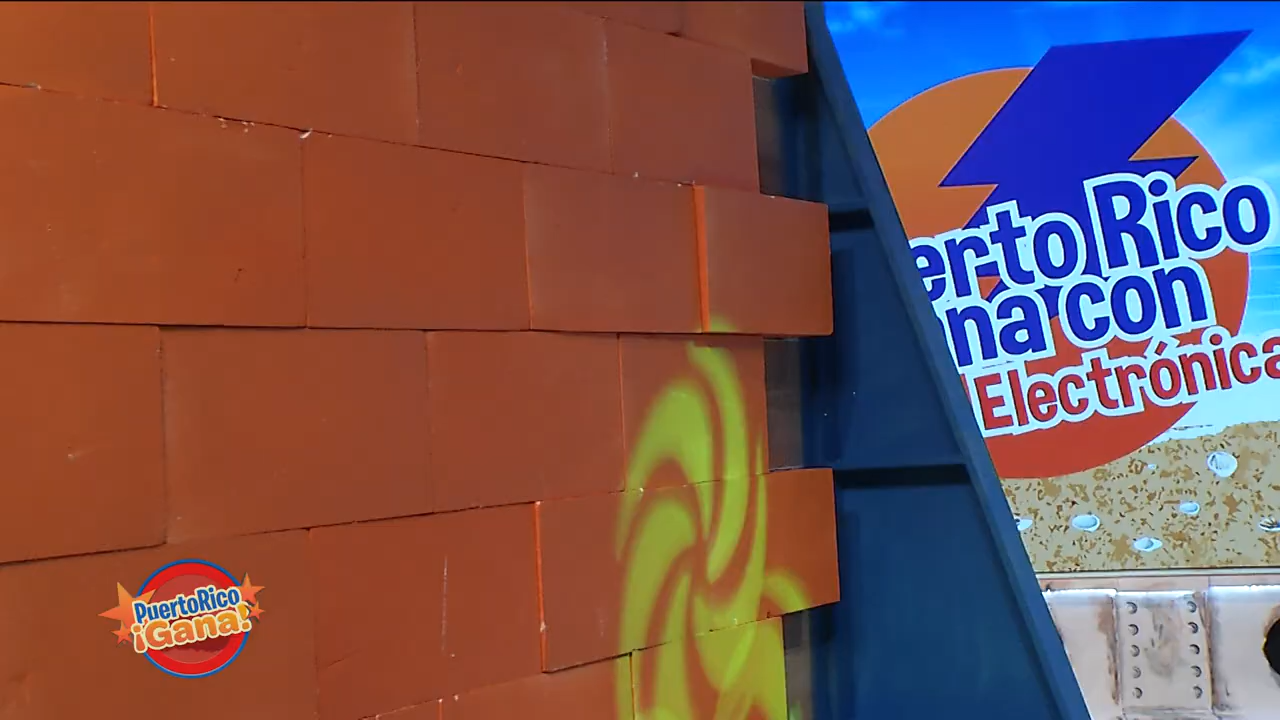 erto Rico
na con
Electrónica
PuertoRico
¡Gana!